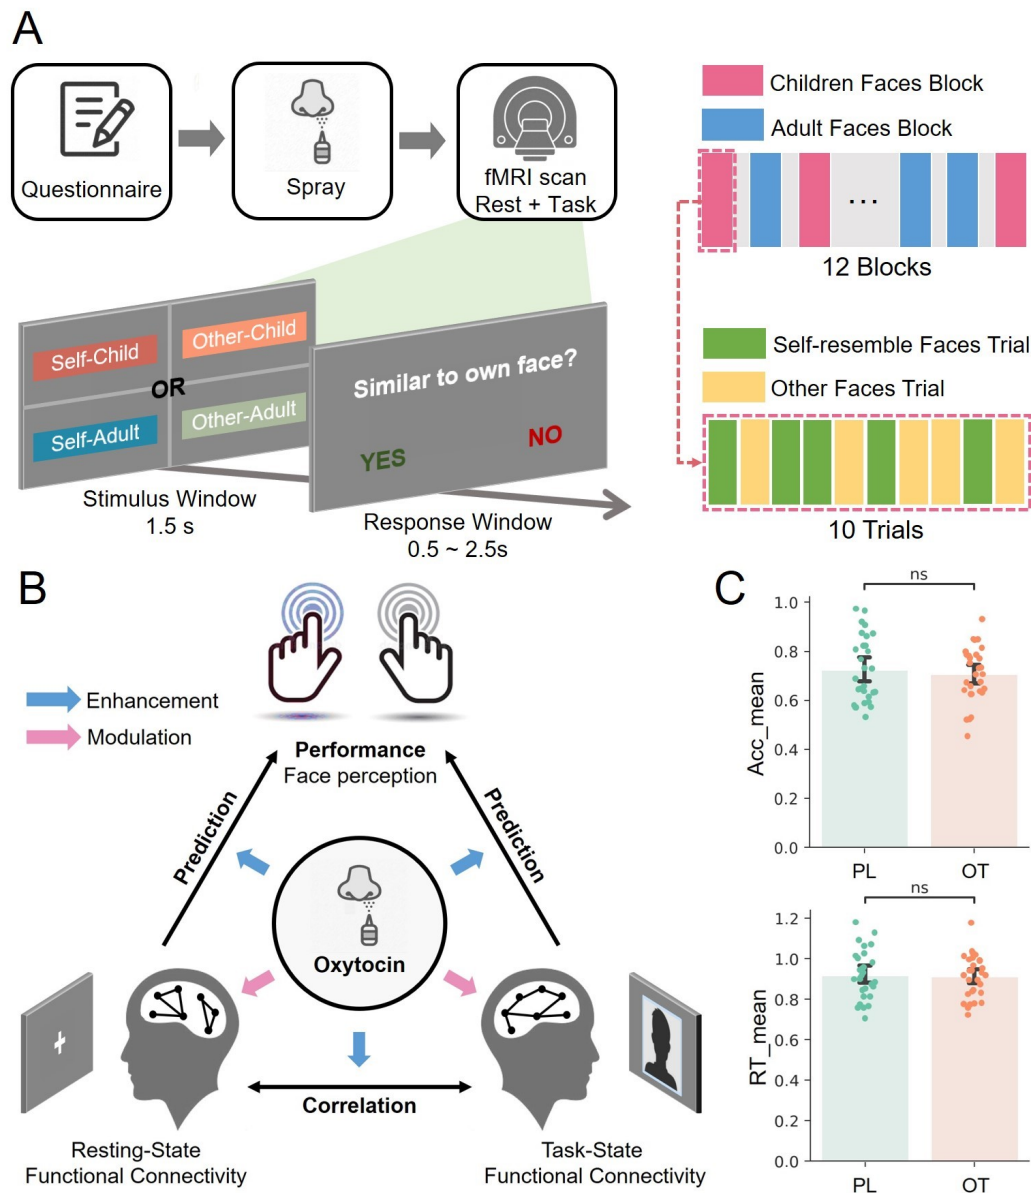 A
Questionnaire
Spray
fMRI scan
Rest + Task
Children Faces Block
Adult Faces Block
...
12 Blocks
Self-Child
Other-Child
OR
Self-Adult
Other-Adult
Similar to own face?
YES
NO
Stimulus Window
1.5 s
Response Window
0.5 ~ 2.5s
Self-resemble Faces Trial
Other Faces Trial
10 Trials
B
Enhancement
Modulation
Performance
Face perception
Prediction
Prediction
Oxytocin
Correlation
Resting-State
Functional Connectivity
Task-State
Functional Connectivity
C
ns
Acc_mean
1.0
0.8
0.6
0.4
0.2
0.0
PL
OT
ns
RT_mean
1.2
1.0
0.8
0.6
0.4
0.2
0.0
PL
OT